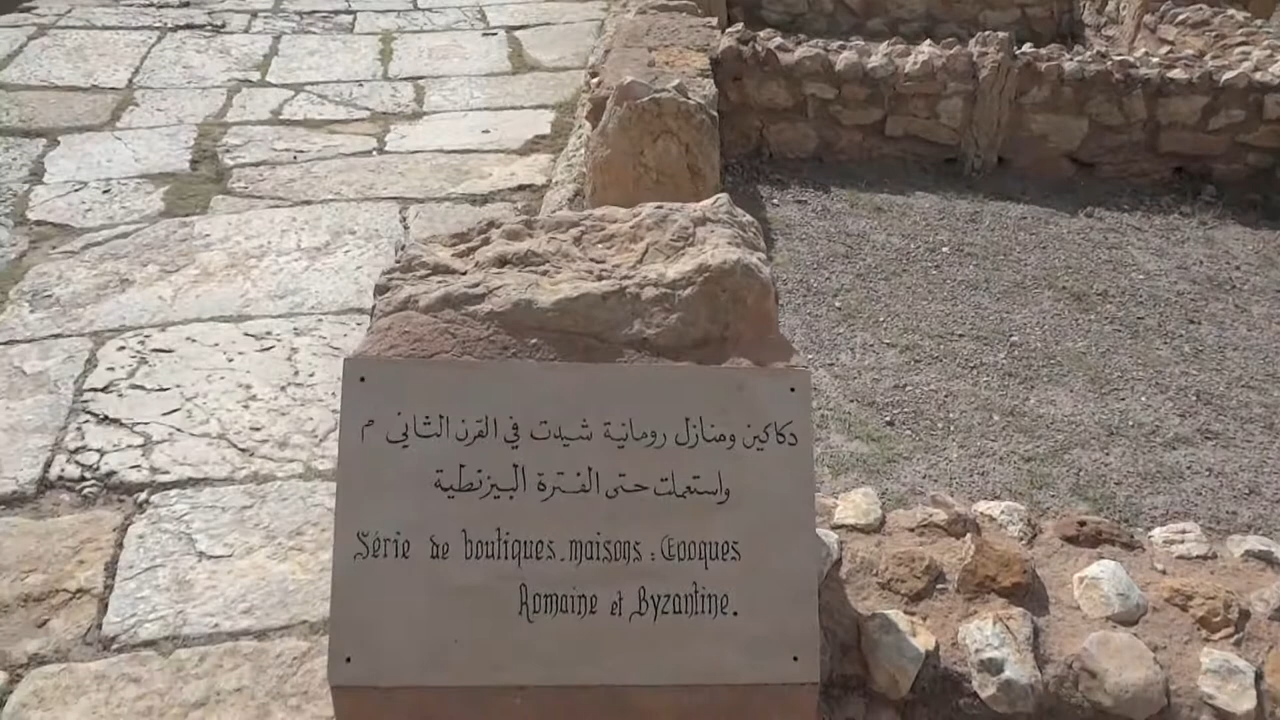 دكاكين ومنازل رومانية شيدت في القرن الثاني م
واستعملت حتى الفترة البيزنطية
Série de boutiques.maisons : Epoques
Romaine et Byzantine.